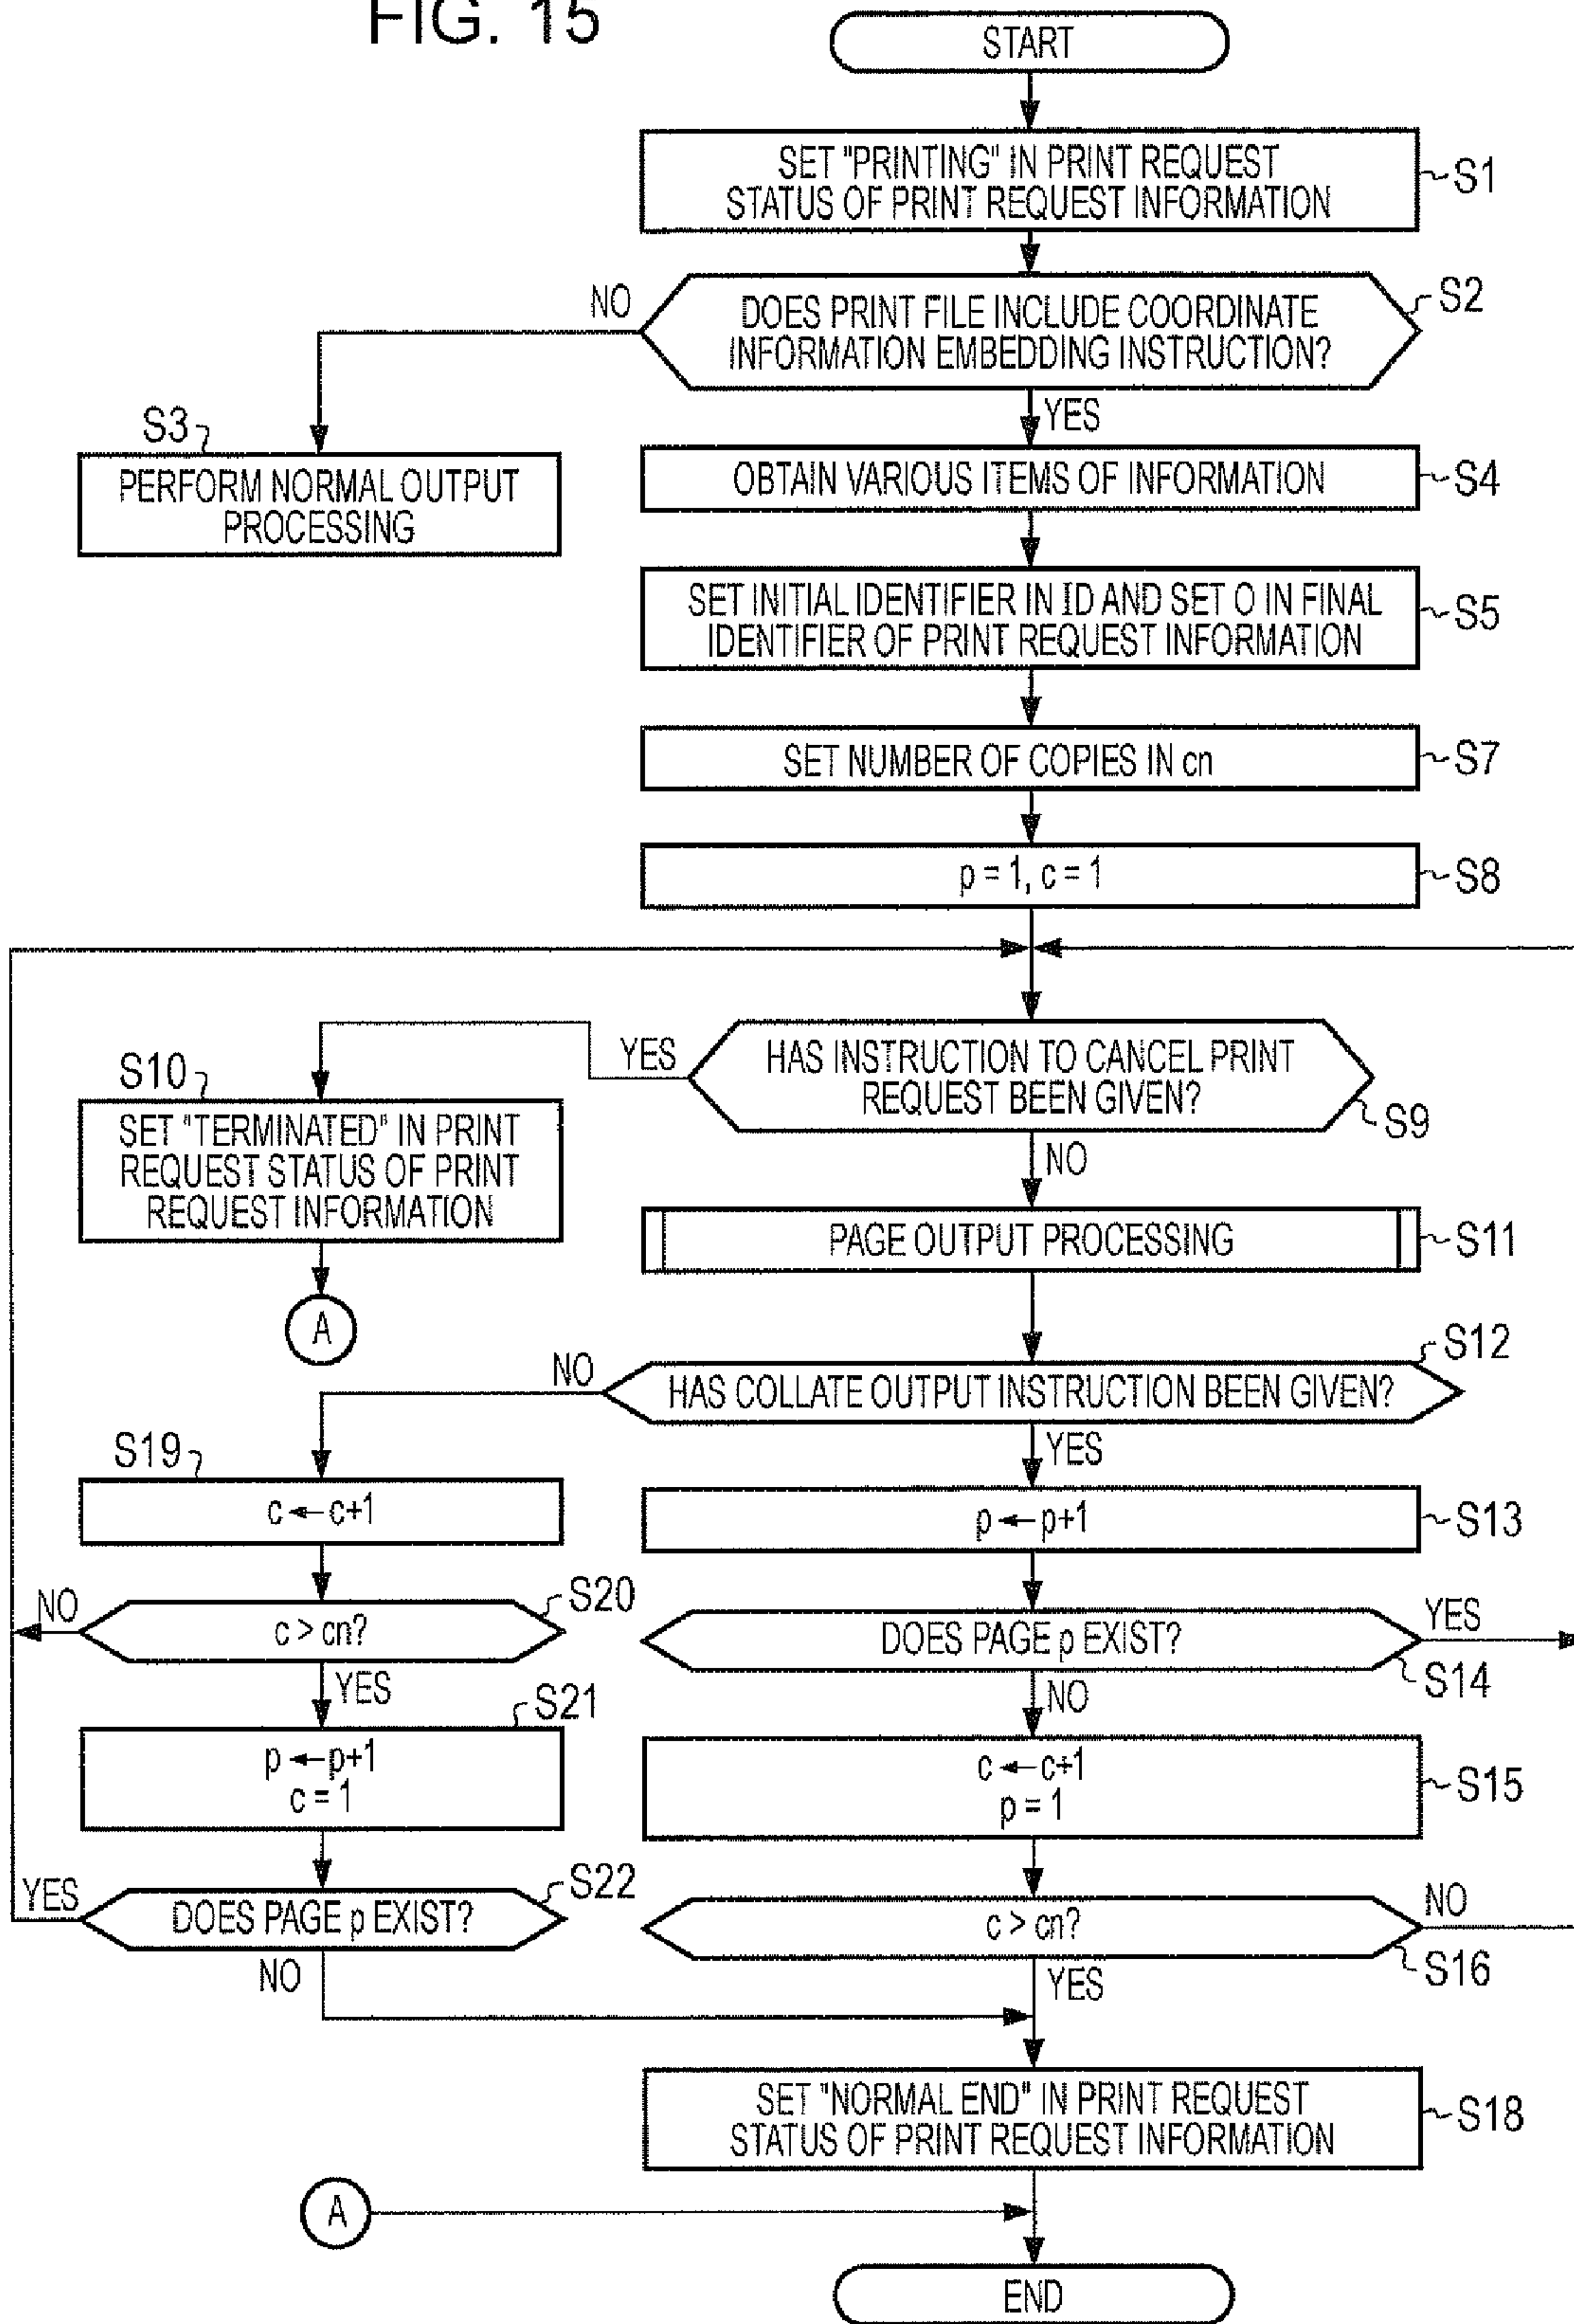 FIG. 15
START
SET "PRINTING" IN PRINT REQUEST
STATUS OF PRINT REQUEST INFORMATION
S1
DOES PRINT FILE INCLUDE COORDINATE
INFORMATION EMBEDDING INSTRUCTION?
S2
NO
YES
S3
PERFORM NORMAL OUTPUT
PROCESSING
OBTAIN VARIOUS ITEMS OF INFORMATION
S4
SET INITIAL IDENTIFIER IN ID AND SET 0 IN FINAL
IDENTIFIER OF PRINT REQUEST INFORMATION
S5
SET NUMBER OF COPIES IN cn
S7
p = 1, c = 1
S8
HAS INSTRUCTION TO CANCEL PRINT
REQUEST BEEN GIVEN?
S9
YES
NO
S10
SET "TERMINATED" IN PRINT
REQUEST STATUS OF PRINT
REQUEST INFORMATION
A
PAGE OUTPUT PROCESSING
S11
HAS COLLATE OUTPUT INSTRUCTION BEEN GIVEN?
S12
NO
YES
S19
c ← c+1
p ← p+1
S13
NO
c > cn?
S20
YES
DOES PAGE p EXIST?
S14
YES
NO
S21
p ← p+1
c = 1
c ← c+1
p = 1
S15
YES
DOES PAGE p EXIST?
S22
NO
c > cn?
S16
NO
YES
SET "NORMAL END" IN PRINT REQUEST
STATUS OF PRINT REQUEST INFORMATION
S18
A
END